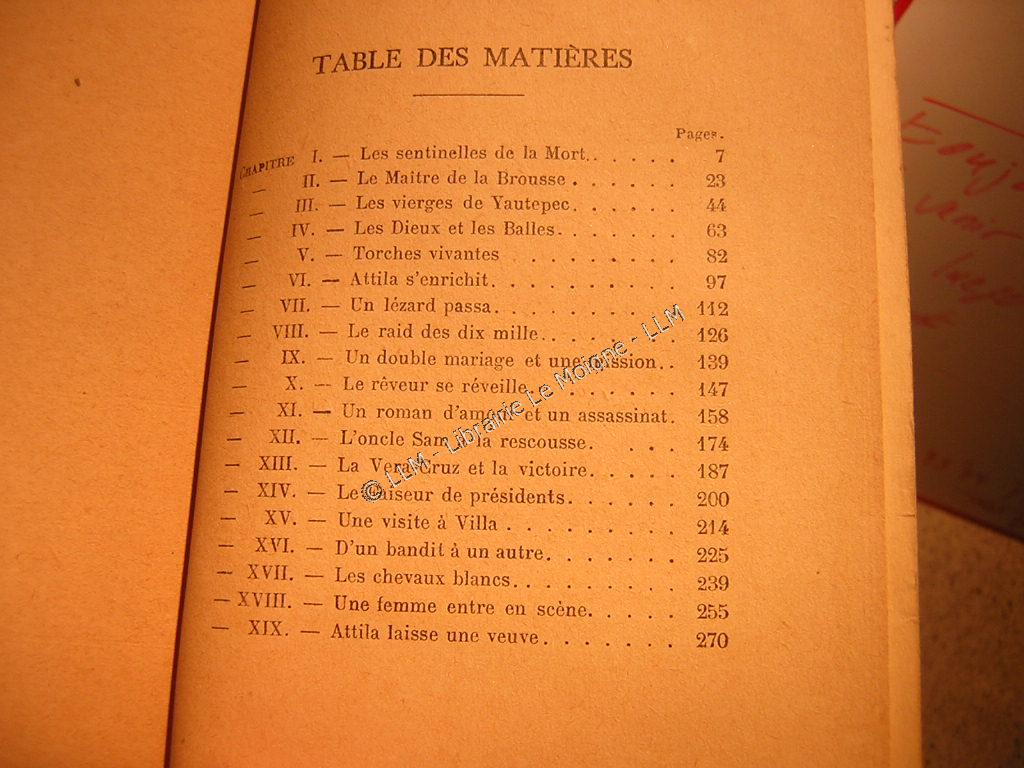 TABLE DES MATIÈRES
Pages.
CHAPITRE I. — Les sentinelles de la Mort. . . . . . 7
— II. — Le Maître de la Brousse . . . . . . 23
— III. — Les vierges de Yautepec. . . . . . 44
— IV. — Les Dieux et les Balles. . . . . . . 63
— V. — Torches vivantes . . . . . . . . 82
— VI. — Attila s'enrichit. . . . . . . . . . 97
— VII. — Un lézard passa. . . . . . . . . 112
— VIII. — Le raid des dix mille. . . . . . . 126
— IX. — Un double mariage et une mission. . 139
— X. — Le rêveur se réveille. . . . . . . 147
— XI. — Un roman d'amour et un assassinat. 158
— XII. — L'oncle Sam à la rescousse. . . . 174
— XIII. — La Vera Cruz et la victoire. . . . . 187
— XIV. — Le faiseur de présidents. . . . . . 200
— XV. — Une visite à Villa . . . . . . . . 214
— XVI. — D'un bandit à un autre. . . . . . . 225
— XVII. — Les chevaux blancs. . . . . . . . 239
— XVIII. — Une femme entre en scène. . . . . 255
— XIX. — Attila laisse une veuve. . . . . . . 270
© LLM - Librairie Le Moigne - LLM